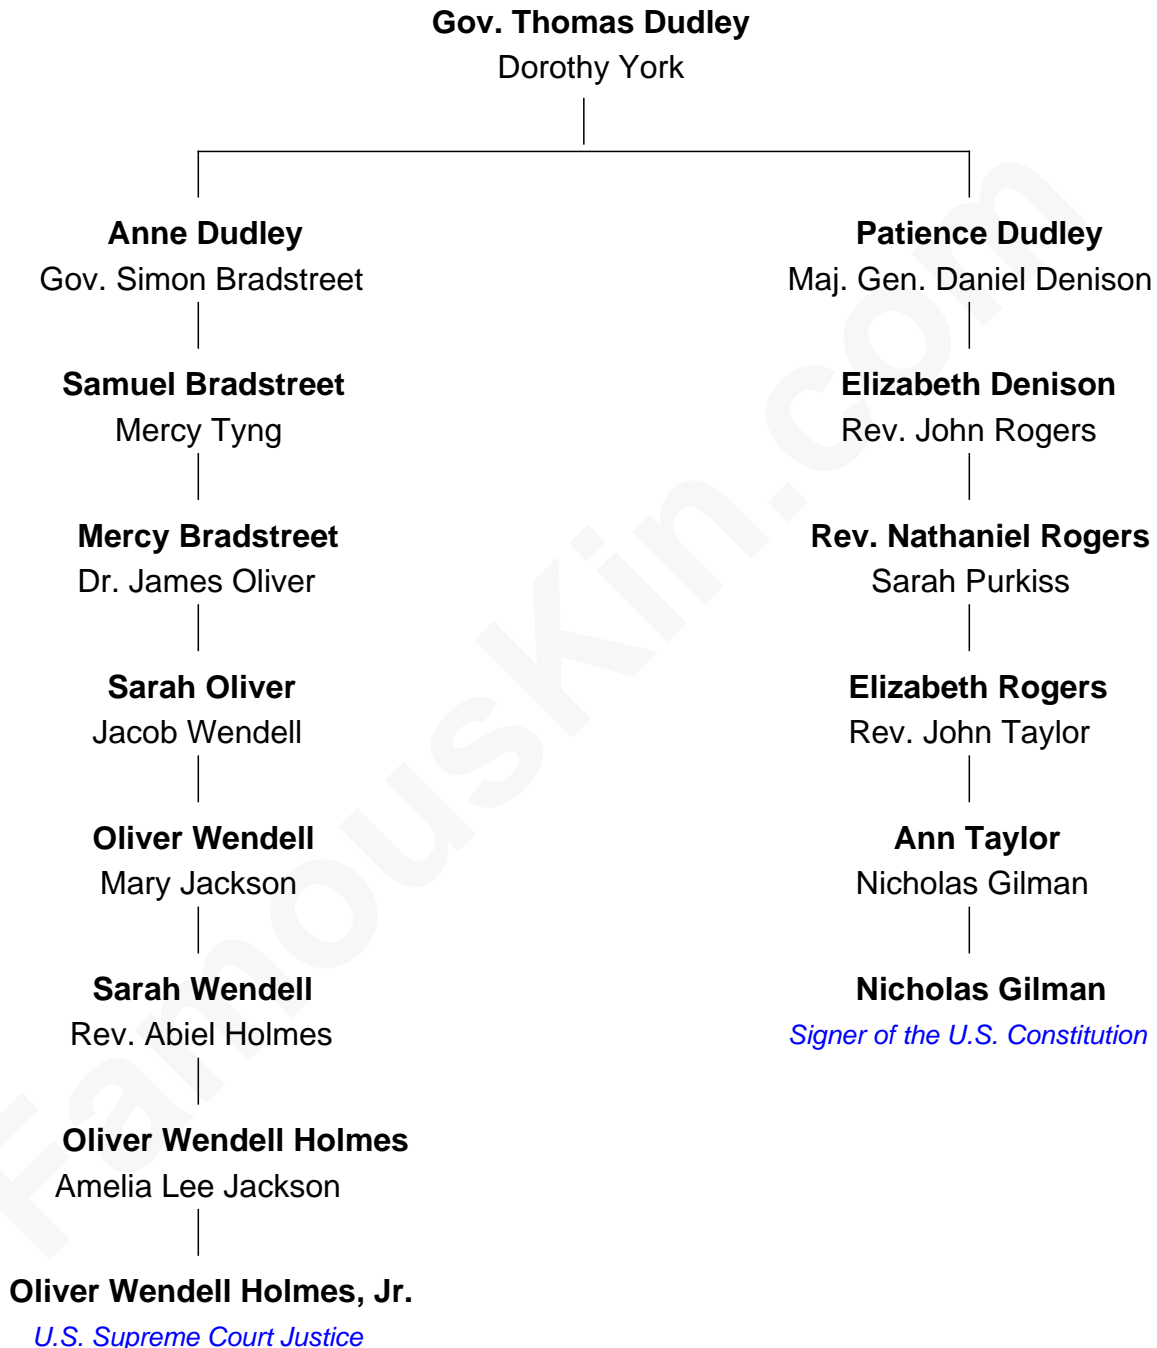 Gov. Thomas Dudley
Dorothy York
Anne Dudley
Gov. Simon Bradstreet
Samuel Bradstreet
Mercy Tyng
Mercy Bradstreet
Dr. James Oliver
Sarah Oliver
Jacob Wendell
Oliver Wendell
Mary Jackson
Sarah Wendell
Rev. Abiel Holmes
Oliver Wendell Holmes
Amelia Lee Jackson
Oliver Wendell Holmes, Jr.
U.S. Supreme Court Justice
Patience Dudley
Maj. Gen. Daniel Denison
Elizabeth Denison
Rev. John Rogers
Rev. Nathaniel Rogers
Sarah Purkiss
Elizabeth Rogers
Rev. John Taylor
Ann Taylor
Nicholas Gilman
Nicholas Gilman
Signer of the U.S. Constitution
FamousKin.com